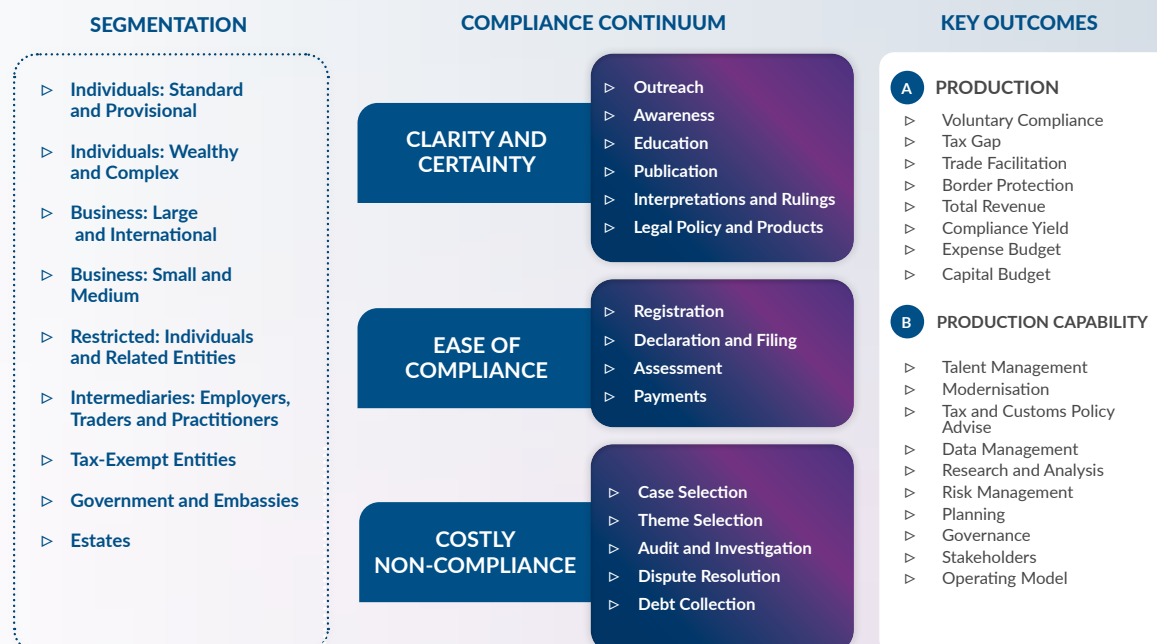 SEGMENTATION
Individuals: Standard
and Provisional
Individuals: Wealthy
and Complex
Business: Large
and International
Business: Small and
Medium
Restricted: Individuals
and Related Entities
Intermediaries: Employers,
Traders and Practitioners
Tax-Exempt Entities
Government and Embassies
Estates
COMPLIANCE CONTINUUM
CLARITY AND
CERTAINTY
Outreach
Awareness
Education
Publication
Interpretations and Rulings
Legal Policy and Products
EASE OF
COMPLIANCE
Registration
Declaration and Filing
Assessment
Payments
COSTLY
NON-COMPLIANCE
Case Selection
Theme Selection
Audit and Investigation
Dispute Resolution
Debt Collection
KEY OUTCOMES
A PRODUCTION
Voluntary Compliance
Tax Gap
Trade Facilitation
Border Protection
Total Revenue
Compliance Yield
Expense Budget
Capital Budget
B PRODUCTION CAPABILITY
Talent Management
Modernisation
Tax and Customs Policy
Advise
Data Management
Research and Analysis
Risk Management
Planning
Governance
Stakeholders
Operating Model